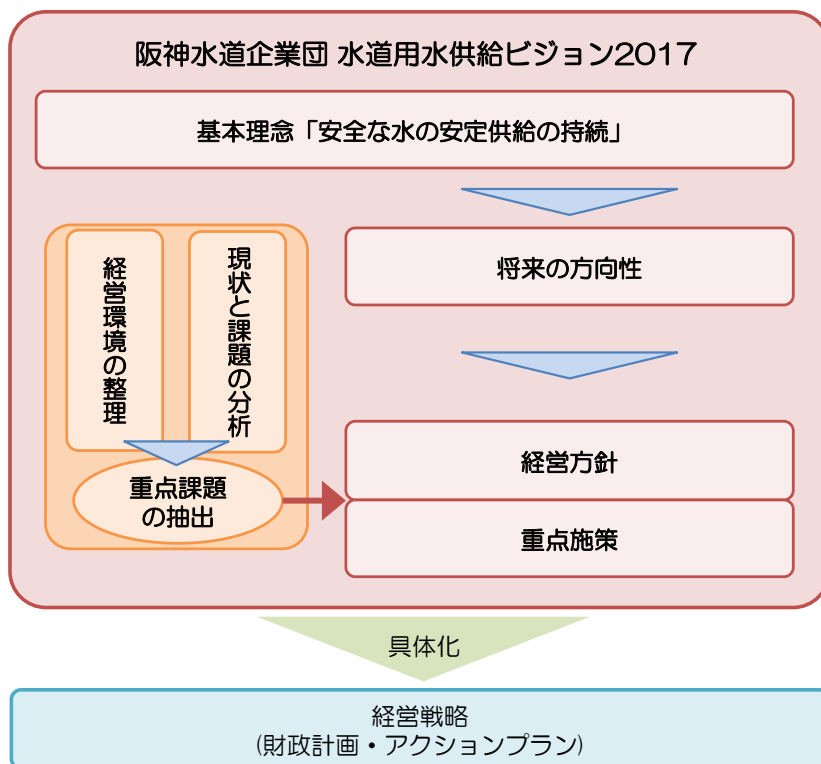 阪神水道企業団 水道用水供給ビジョン2017
基本理念「安全な水の安定供給の持続」
経営環境の整理
現状と課題の分析
重点課題
の抽出
将来の方向性
経営方針
重点施策
具体化
経営戦略
(財政計画・アクションプラン)